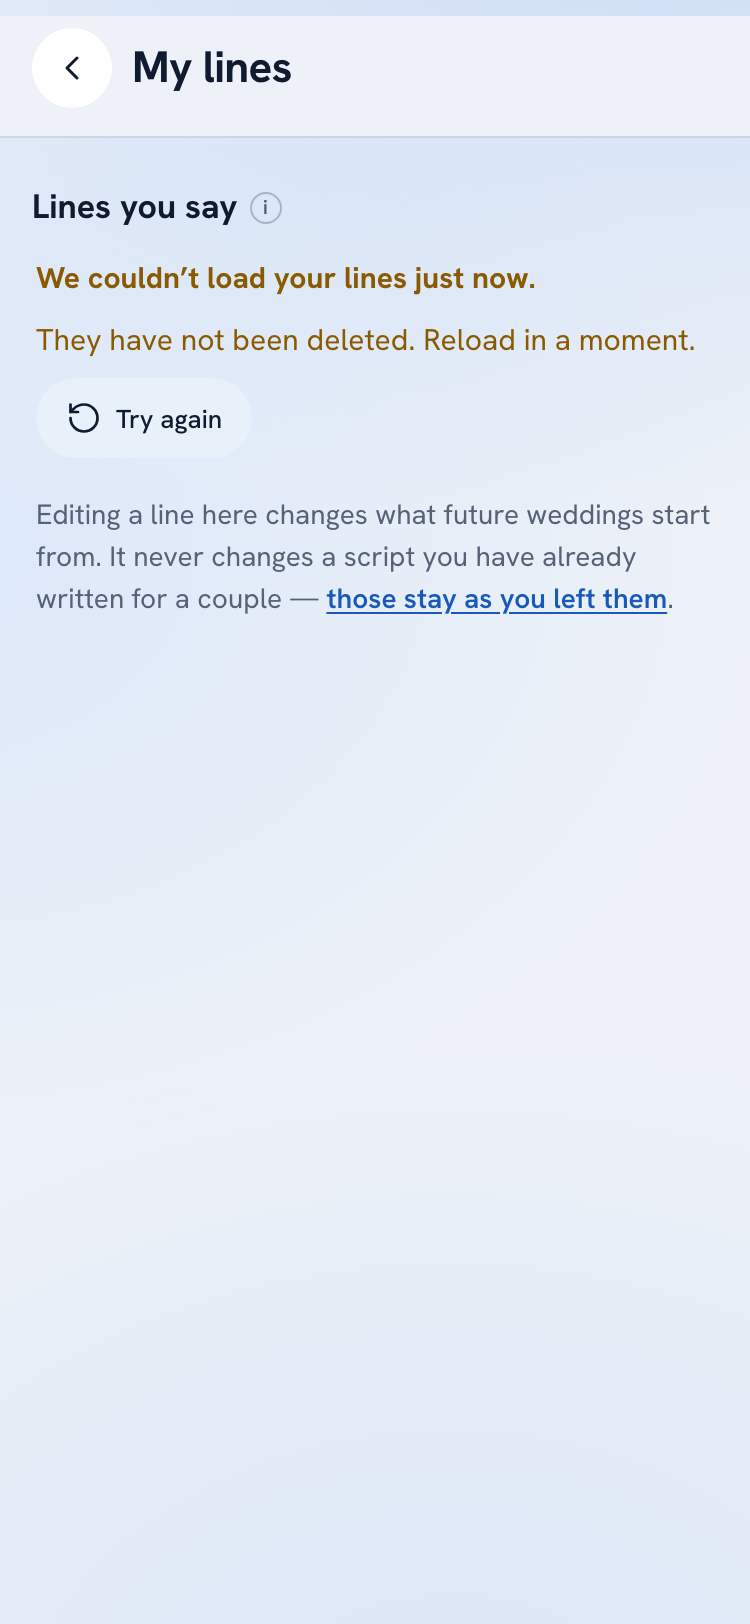 My lines
Lines you say i
We couldn’t load your lines just now.
They have not been deleted. Reload in a moment.
Try again
Editing a line here changes what future weddings start
from. It never changes a script you have already
written for a couple — those stay as you left them.